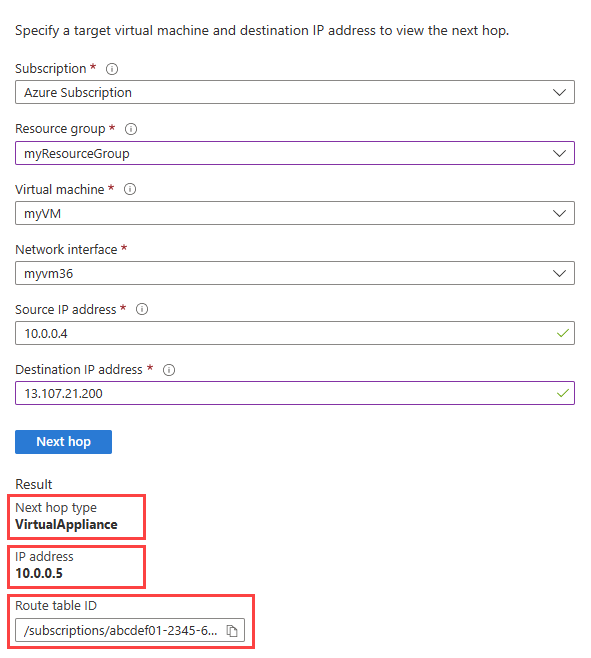 Specify a target virtual machine and destination IP address to view the next hop.
Subscription *
Azure Subscription
Resource group *
myResourceGroup
Virtual machine *
myVM
Network interface *
myvm36
Source IP address *
10.0.0.4
Destination IP address *
13.107.21.200
Next hop
Result
Next hop type
VirtualAppliance
IP address
10.0.0.5
Route table ID
/subscriptions/abcdef01-2345-6...